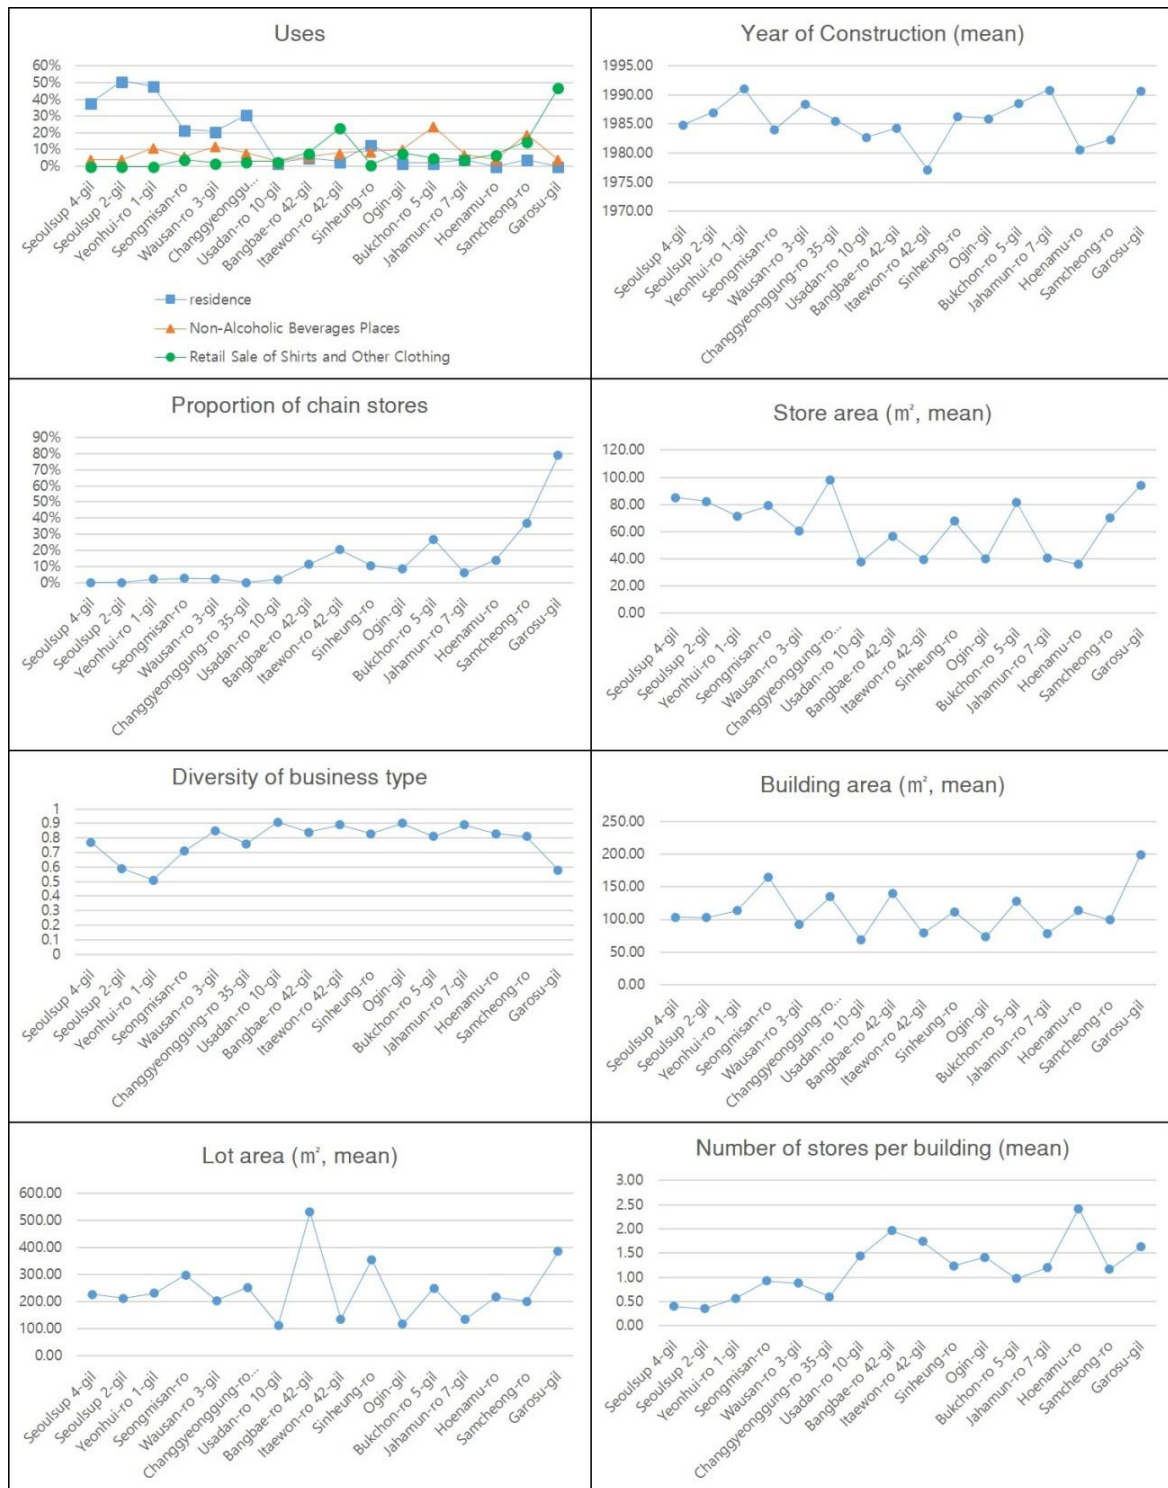 Uses
60%
50%
40%
30%
20%
10%
0%
Seoulsup 4-gil
Seoulsup 2-gil
Yeonhui-ro 1-gil
Seongmisan-ro
Wausan-ro 3-gil
Changgyeonggu...
Usadan-ro 10-gil
Bangbae-ro 42-gil
Itaewon-ro 42-gil
Sinheung-ro
Ogin-gil
Bukchon-ro 5-gil
Jahamun-ro 7-gil
Hoenamu-ro
Samcheong-ro
Garosu-gil
residence
Non-Alcoholic Beverages Places
Retail Sale of Shirts and Other Clothing
Year of Construction (mean)
1995.00
1990.00
1985.00
1980.00
1975.00
1970.00
Seoulsup 4-gil
Seoulsup 2-gil
Yeonhui-ro 1-gil
Seongmisan-ro
Wausan-ro 3-gil
Changgyeonggung-ro 35-gil
Usadan-ro 10-gil
Bangbae-ro 42-gil
Itaewon-ro 42-gil
Sinheung-ro
Ogin-gil
Bukchon-ro 5-gil
Jahamun-ro 7-gil
Hoenamu-ro
Samcheong-ro
Garosu-gil
Proportion of chain stores
90%
80%
70%
60%
50%
40%
30%
20%
10%
0%
Seoulsup 4-gil
Seoulsup 2-gil
Yeonhui-ro 1-gil
Seongmisan-ro
Wausan-ro 3-gil
Changgyeonggung-ro 35-gil
Usadan-ro 10-gil
Bangbae-ro 42-gil
Itaewon-ro 42-gil
Sinheung-ro
Ogin-gil
Bukchon-ro 5-gil
Jahamun-ro 7-gil
Hoenamu-ro
Samcheong-ro
Garosu-gil
Store area (㎡, mean)
120.00
100.00
80.00
60.00
40.00
20.00
0.00
Seoulsup 4-gil
Seoulsup 2-gil
Yeonhui-ro 1-gil
Seongmisan-ro
Wausan-ro 3-gil
Changgyeonggung-ro...
Usadan-ro 10-gil
Bangbae-ro 42-gil
Itaewon-ro 42-gil
Sinheung-ro
Ogin-gil
Bukchon-ro 5-gil
Jahamun-ro 7-gil
Hoenamu-ro
Samcheong-ro
Garosu-gil
Diversity of business type
1
0.9
0.8
0.7
0.6
0.5
0.4
0.3
0.2
0.1
0
Seoulsup 4-gil
Seoulsup 2-gil
Yeonhui-ro 1-gil
Seongmisan-ro
Wausan-ro 3-gil
Changgyeonggung-ro 35-gil
Usadan-ro 10-gil
Bangbae-ro 42-gil
Itaewon-ro 42-gil
Sinheung-ro
Ogin-gil
Bukchon-ro 5-gil
Jahamun-ro 7-gil
Hoenamu-ro
Samcheong-ro
Garosu-gil
Building area (㎡, mean)
250.00
200.00
150.00
100.00
50.00
0.00
Seoulsup 4-gil
Seoulsup 2-gil
Yeonhui-ro 1-gil
Seongmisan-ro
Wausan-ro 3-gil
Changgyeonggung-ro...
Usadan-ro 10-gil
Bangbae-ro 42-gil
Itaewon-ro 42-gil
Sinheung-ro
Ogin-gil
Bukchon-ro 5-gil
Jahamun-ro 7-gil
Hoenamu-ro
Samcheong-ro
Garosu-gil
Lot area (㎡, mean)
600.00
500.00
400.00
300.00
200.00
100.00
0.00
Seoulsup 4-gil
Seoulsup 2-gil
Yeonhui-ro 1-gil
Seongmisan-ro
Wausan-ro 3-gil
Changgyeonggung-ro...
Usadan-ro 10-gil
Bangbae-ro 42-gil
Itaewon-ro 42-gil
Sinheung-ro
Ogin-gil
Bukchon-ro 5-gil
Jahamun-ro 7-gil
Hoenamu-ro
Samcheong-ro
Garosu-gil
Number of stores per building (mean)
3.00
2.50
2.00
1.50
1.00
0.50
0.00
Seoulsup 4-gil
Seoulsup 2-gil
Yeonhui-ro 1-gil
Seongmisan-ro
Wausan-ro 3-gil
Changgyeonggung-ro 35-gil
Usadan-ro 10-gil
Bangbae-ro 42-gil
Itaewon-ro 42-gil
Sinheung-ro
Ogin-gil
Bukchon-ro 5-gil
Jahamun-ro 7-gil
Hoenamu-ro
Samcheong-ro
Garosu-gil